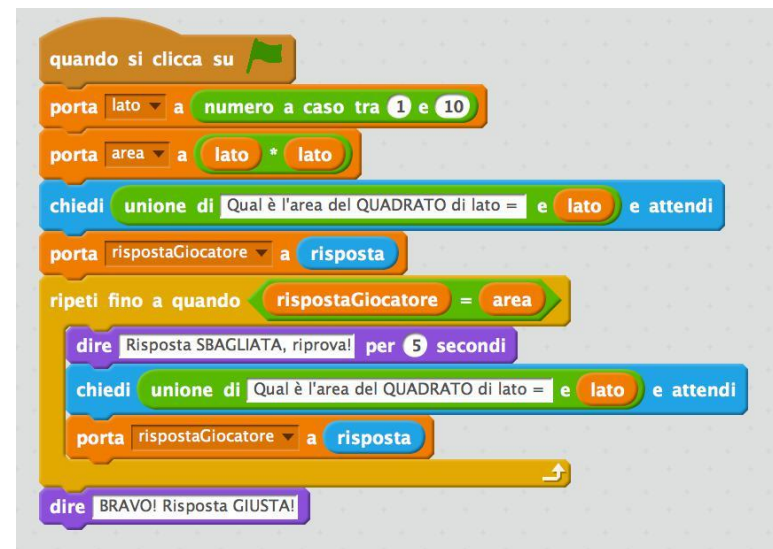 quando si clicca su
porta lato a numero a caso tra 1 e 10
porta area a lato * lato
chiedi unione di Qual è l'area del QUADRATO di lato = e lato e attendi
porta rispostaGiocatore a risposta
ripeti fino a quando rispostaGiocatore = area
dire Risposta SBAGLIATA, riprova! per 5 secondi
chiedi unione di Qual è l'area del QUADRATO di lato = e lato e attendi
porta rispostaGiocatore a risposta
dire BRAVO! Risposta GIUSTA!